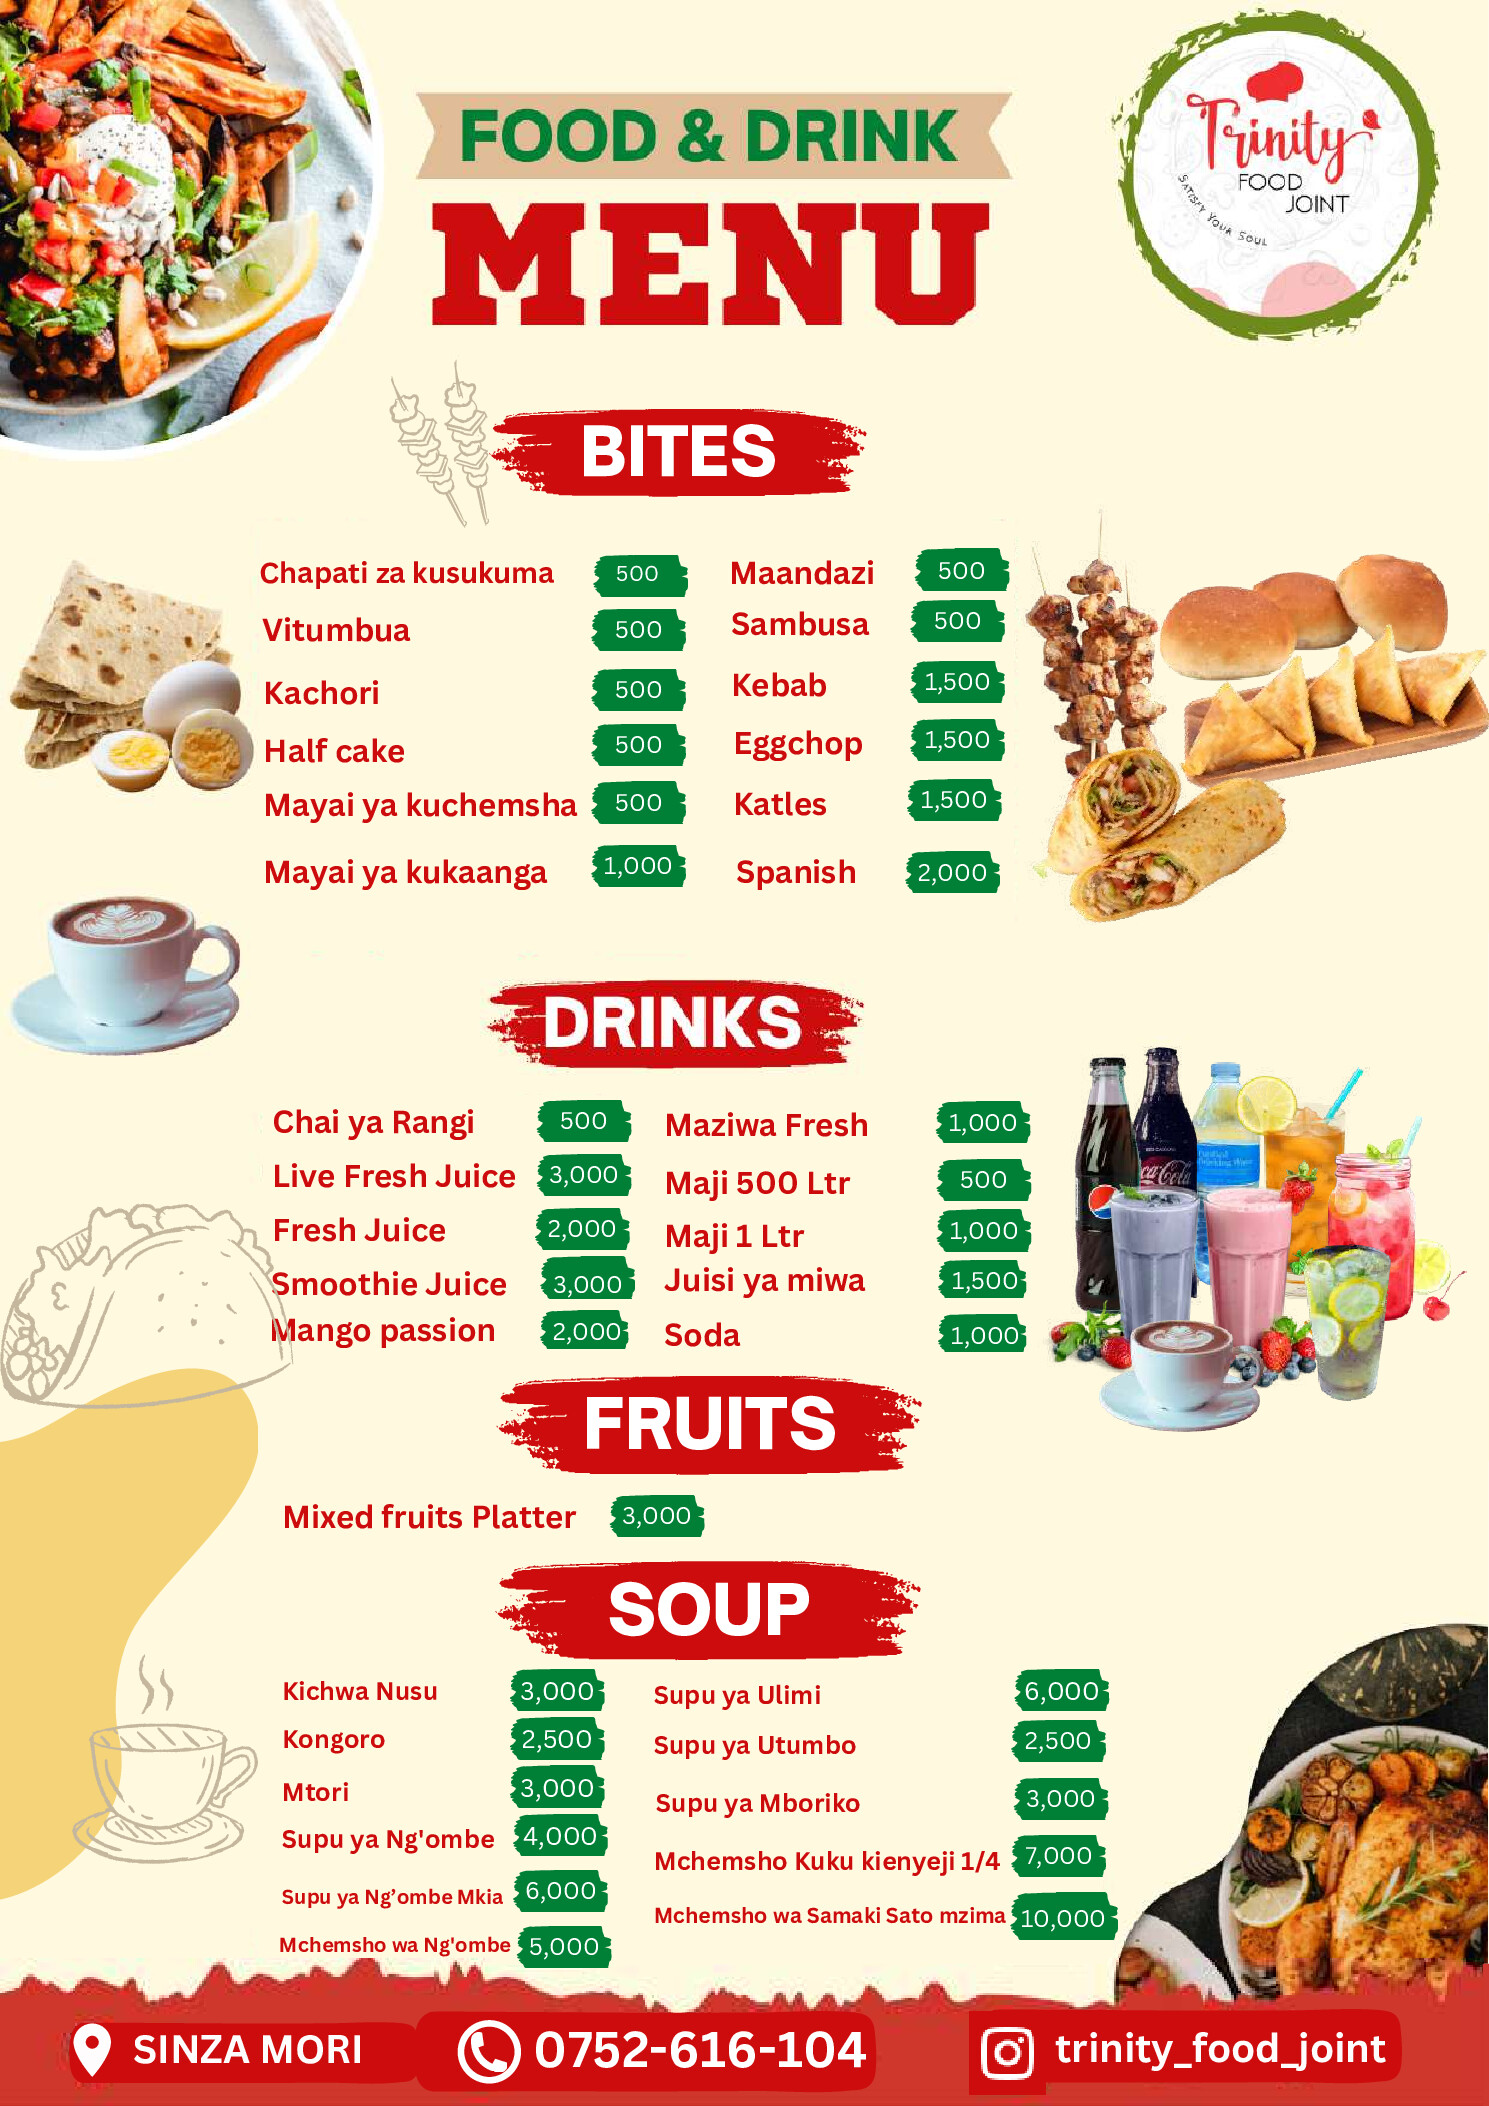 FOOD & DRINK
MENU
Trinity
FOOD
JOINT
SATISFY YOUR SOUL
BITES
Chapati za kusukuma 500
Vitumbua 500
Kachori 500
Half cake 500
Mayai ya kuchemsha 500
Mayai ya kukaanga 1,000
Maandazi 500
Sambusa 500
Kebab 1,500
Eggchop 1,500
Katles 1,500
Spanish 2,000
DRINKS
Chai ya Rangi 500
Live Fresh Juice 3,000
Fresh Juice 2,000
Smoothie Juice 3,000
Mango passion 2,000
Maziwa Fresh 1,000
Maji 500 Ltr 500
Maji 1 Ltr 1,000
Juisi ya miwa 1,500
Soda 1,000
pepsi
Coca-Cola
FRUITS
Mixed fruits Platter 3,000
SOUP
Kichwa Nusu 3,000
Kongoro 2,500
Mtori 3,000
Supu ya Ng'ombe 4,000
Supu ya Ng’ombe Mkia 6,000
Mchemsho wa Ng'ombe 5,000
Supu ya Ulimi 6,000
Supu ya Utumbo 2,500
Supu ya Mboriko 3,000
Mchemsho Kuku kienyeji 1/4 7,000
Mchemsho wa Samaki Sato mzima 10,000
SINZA MORI
0752-616-104
trinity_food_joint